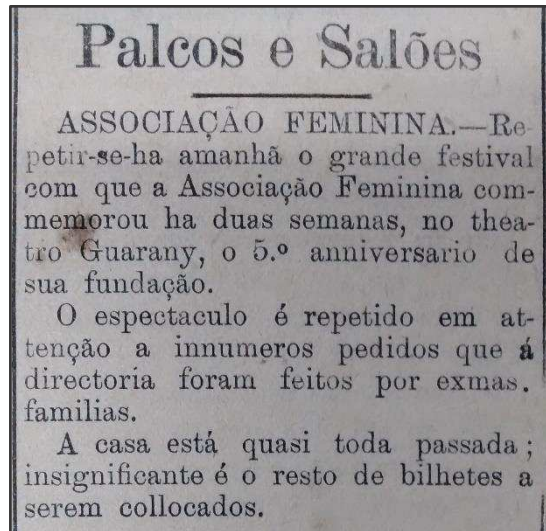 Palcos e Salões
ASSOCIAÇÃO FEMININA.—Re-
petir-se-ha amanhã o grande festival
com que a Associação Feminina com-
memorou ha duas semanas, no thea-
tro Guarany, o 5.º anniversario de
sua fundação.
O espectaculo é repetido em at-
tenção a innumeros pedidos que á
directoria foram feitos por exmas.
familias.
A casa está quasi toda passada;
insignificante é o resto de bilhetes a
serem collocados.